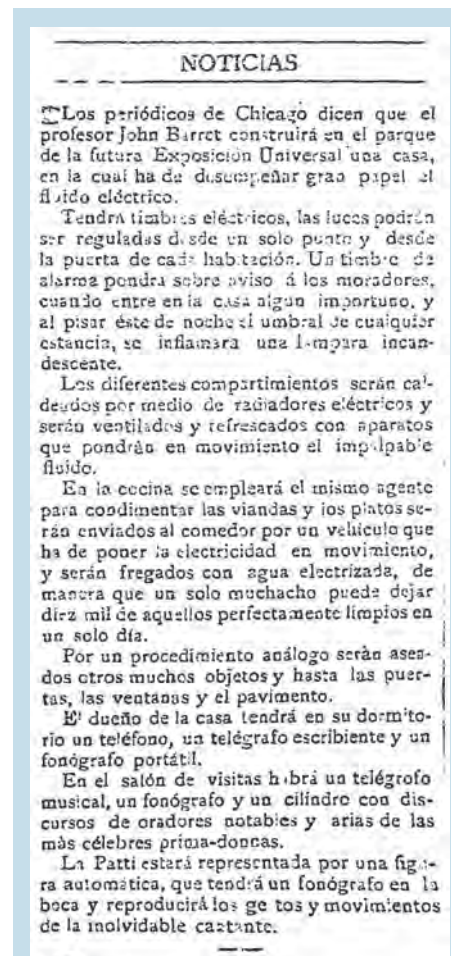 NOTICIAS
Los periódicos de Chicago dicen que el
profesor John Barret construirá en el parque
de la futura Exposición Universal una casa,
en la cual ha de desempeñar gran papel el
fluido eléctrico.
Tendrá timbres eléctricos, las luces podrán
ser reguladas desde un solo punto y desde
la puerta de cada habitación. Un timbre de
alarma pondrá sobre aviso á los moradores,
cuando entre en la casa algun importuno, y
al pisar éste de noche el umbral de cualquier
estancia, se inflamara una lámpara incan-
descente.
Los diferentes compartimientos serán cal-
deados por medio de radiadores eléctricos y
serán ventilados y refrescados con aparatos
que pondrán en movimiento el impalpable
fluido.
En la cocina se empleará el mismo agente
para condimentar las viandas y los platos se-
rán enviados al comedor por un vehiculo que
ha de poner la electricidad en movimiento,
y serán fregados con agua electrizada, de
manera que un solo muchacho puede dejar
diez mil de aquellos perfectamente limpios en
un solo día.
Por un procedimiento análogo seràn asea-
dos otros muchos objetos y hasta las puer-
tas, las ventanas y el pavimento.
El dueño de la casa tendrá en su dormito-
rio un teléfono, un telégrafo escribiente y un
fonógrafo portátil.
En el salón de visitas habrá un telégrofo
musical, un fonógrafo y un cilindro con dis-
cursos de oradores notables y arias de las
màs célebres prima-donnas.
La Patti estará representada por una figu-
ra automática, que tendrá un fonógrafo en la
boca y reproducirá los gestos y movimientos
de la inolvidable cantante.